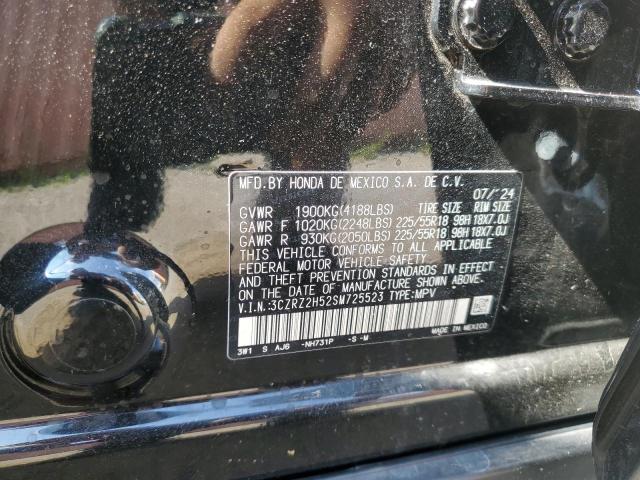 MFD.BY HONDA DE MEXICO S.A. DE C.V.
07/'24
GVWR 1900KG(4188LBS) TIRE SIZE RIM SIZE
GAWR F 1020KG(2248LBS) 225/55R18 98H 18X7.0J
GAWR R 930KG(2050LBS) 225/55R18 98H 18X7.0J
THIS VEHICLE CONFORMS TO ALL APPLICABLE
FEDERAL MOTOR VEHICLE SAFETY, BUMPER,
AND THEFT PREVENTION STANDARDS IN EFFECT
ON THE DATE OF MANUFACTURE SHOWN ABOVE.
V.I.N.:3CZRZ2H52SM725523 TYPE:MPV
MADE IN MEXICO
3W1 S AJ6 -NH731P -S-M